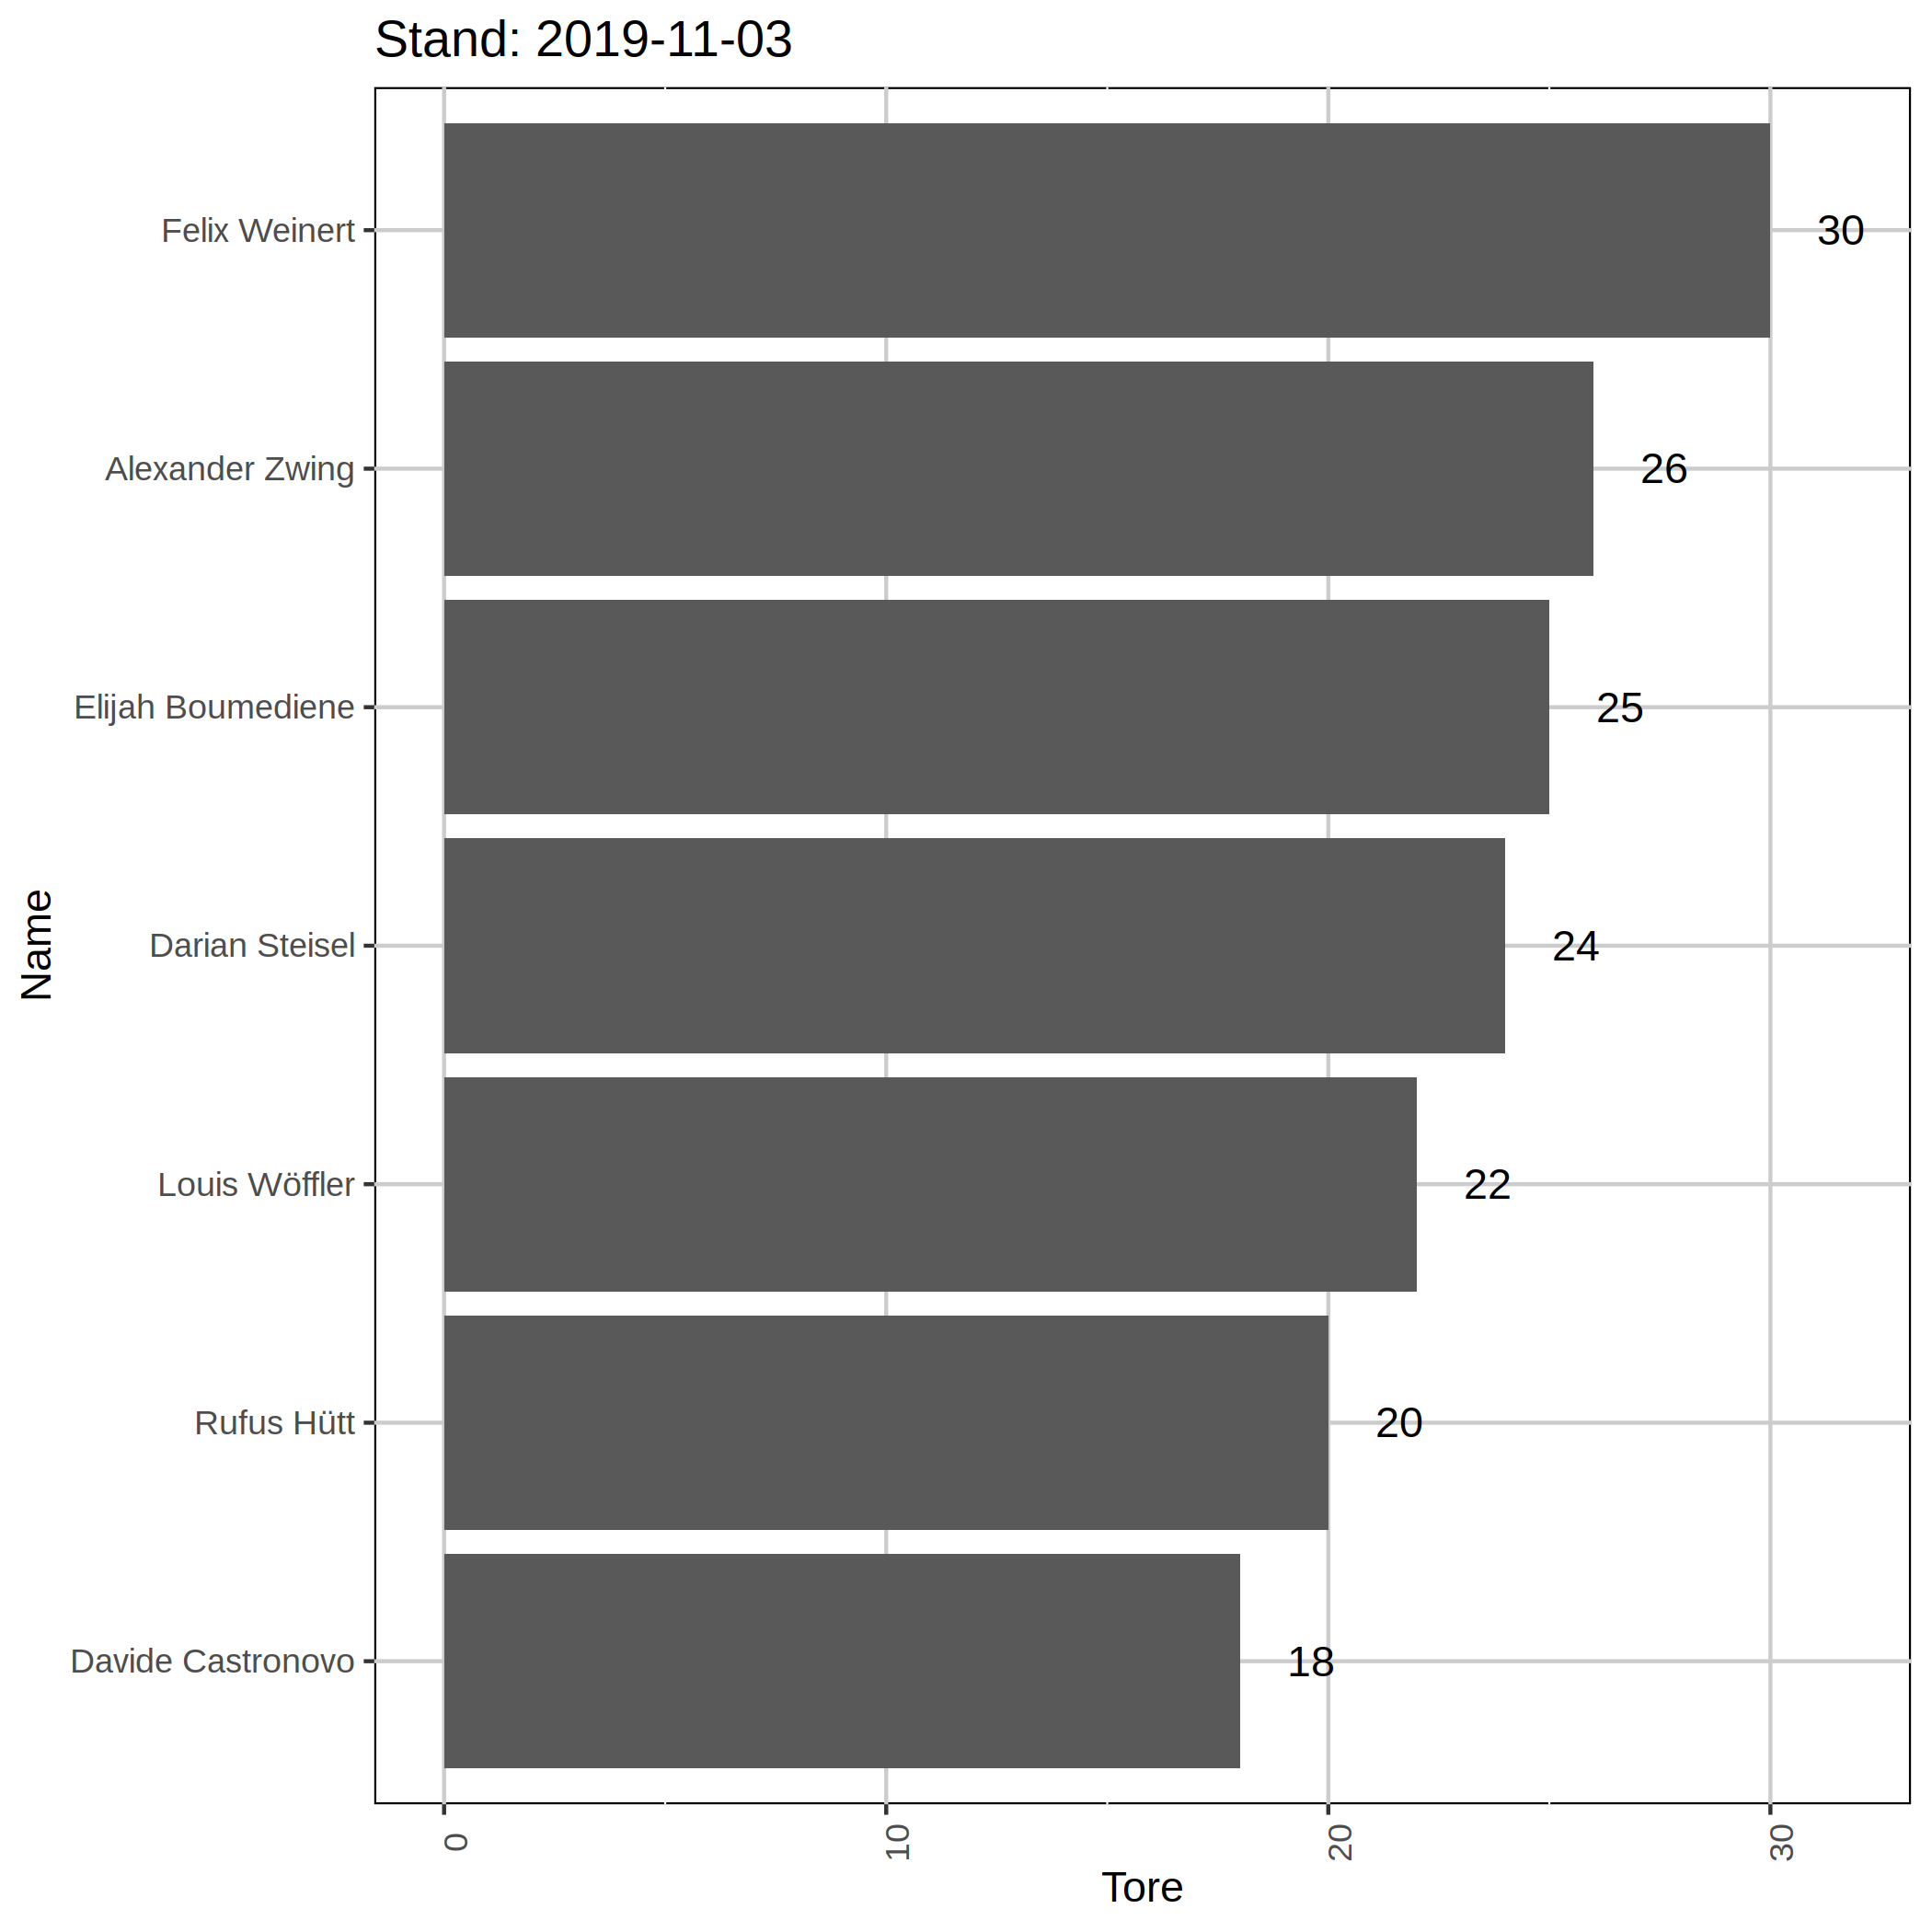 Stand: 2019-11-03
Felix Weinert 30
Alexander Zwing 26
Elijah Boumediene 25
Darian Steisel 24
Louis Wöffler 22
Rufus Hütt 20
Davide Castronovo 18
Name
0 10 20 30
Tore